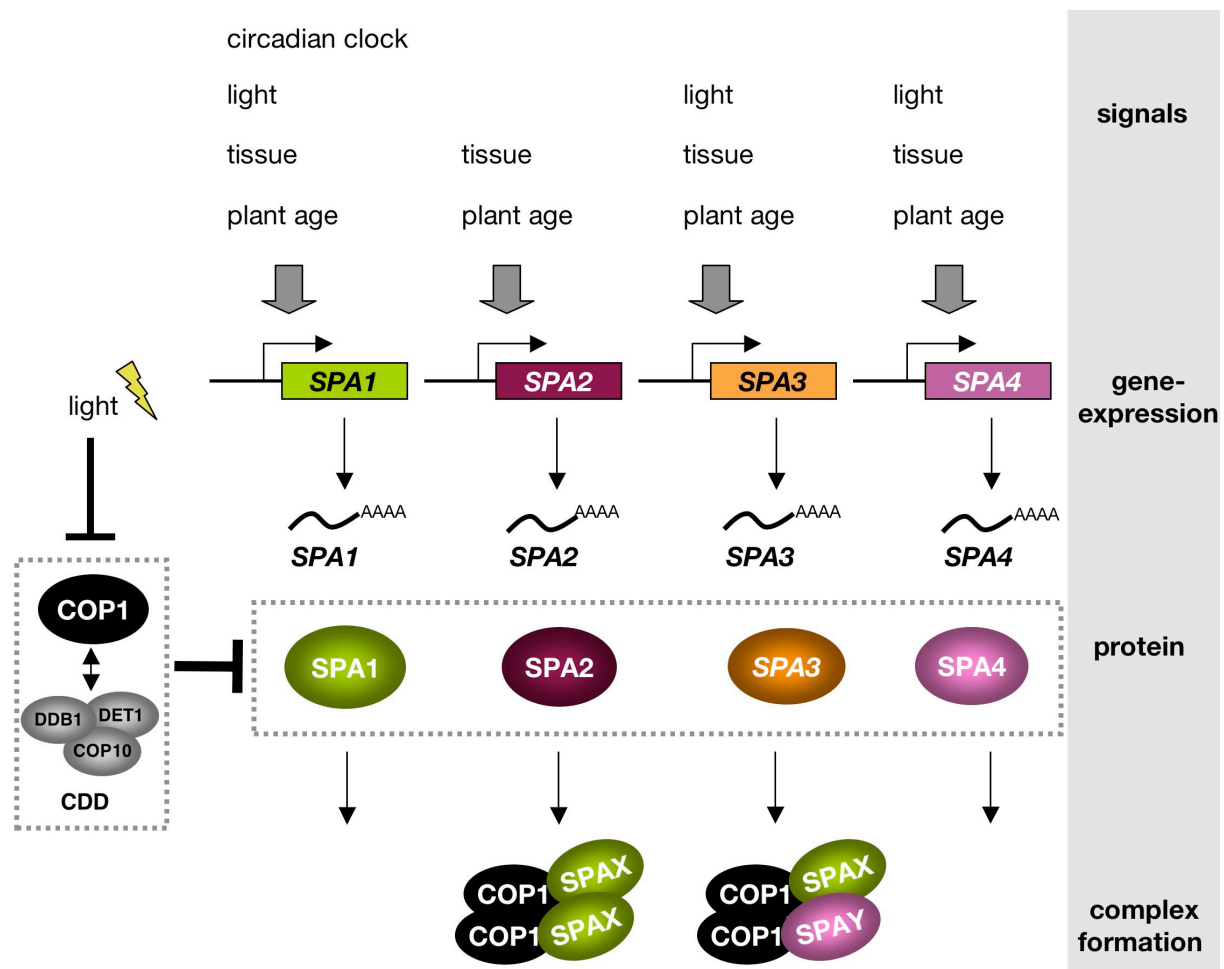 circadian clock
light light light
signals
tissue tissue tissue tissue
plant age plant age plant age plant age
SPA1 SPA2 SPA3 SPA4
gene-
expression
light
AAAA AAAA AAAA AAAA
SPA1 SPA2 SPA3 SPA4
COP1
protein
SPA1 SPA2 SPA3 SPA4
DDB1 DET1
COP10
CDD
COP1 SPAX COP1 SPAX
COP1 SPAX COP1 SPAY
complex
formation